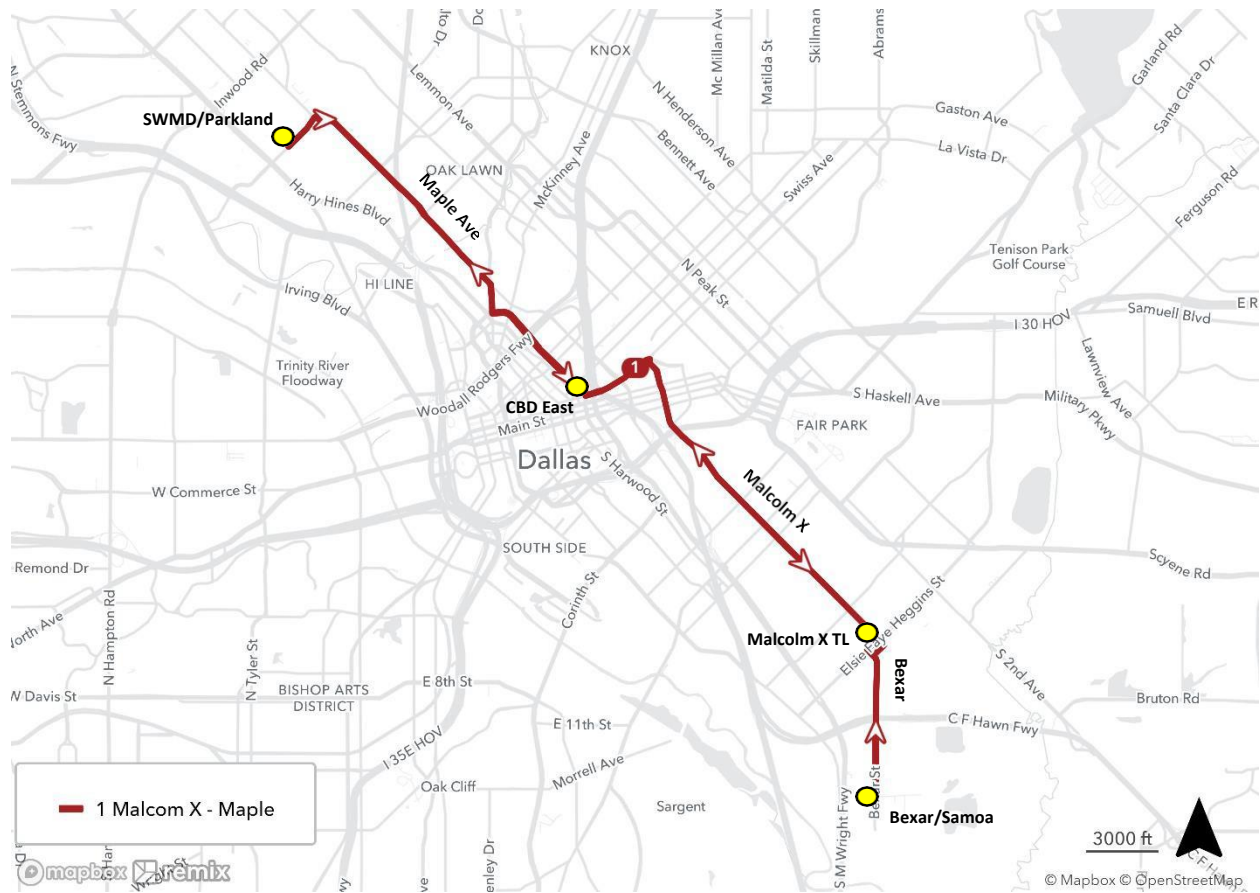 KNOX
Mc Millan Ave
Matilda St
Skillman
Abrams
Garland Rd
Santa Clara Dr
N Stemmons Fwy
Inwood Rd
Lemmon Ave
SWMD/Parkland
N Henderson Ave
Bennett Ave
Gaston Ave
La Vista Dr
McKinney Ave
OAK LAWN
Swiss Ave
Ferguson Rd
Maple Ave
Harry Hines Blvd
Tenison Park
Golf Course
N Peak St
HI LINE
Irving Blvd
I 30 HOV
Samuell Blvd
E R
Trinity River
Floodway
Woodall Rodgers Fwy
1
Lawnview Ave
CBD East
S Haskell Ave
Military Pkwy
Main St
FAIR PARK
Dallas
S Harwood St
Malcolm X
W Commerce St
SOUTH SIDE
Remond Dr
Corinth St
Scyene Rd
North Ave
N Hampton Rd
N Tyler St
Malcolm X TL
Elsie Faye Heggins St
Bexar
S 2nd Ave
W Davis St
BISHOP ARTS
DISTRICT
E 8th St
E 11th St
C F Hawn Fwy
Bruton Rd
I 35E HOV
Morrell Ave
Oak Cliff
Sargent
S M Wright Fwy
Bexar St
Bexar/Samoa
1 Malcom X - Maple
3000 ft
mapbox
remix
© Mapbox © OpenStreetMap